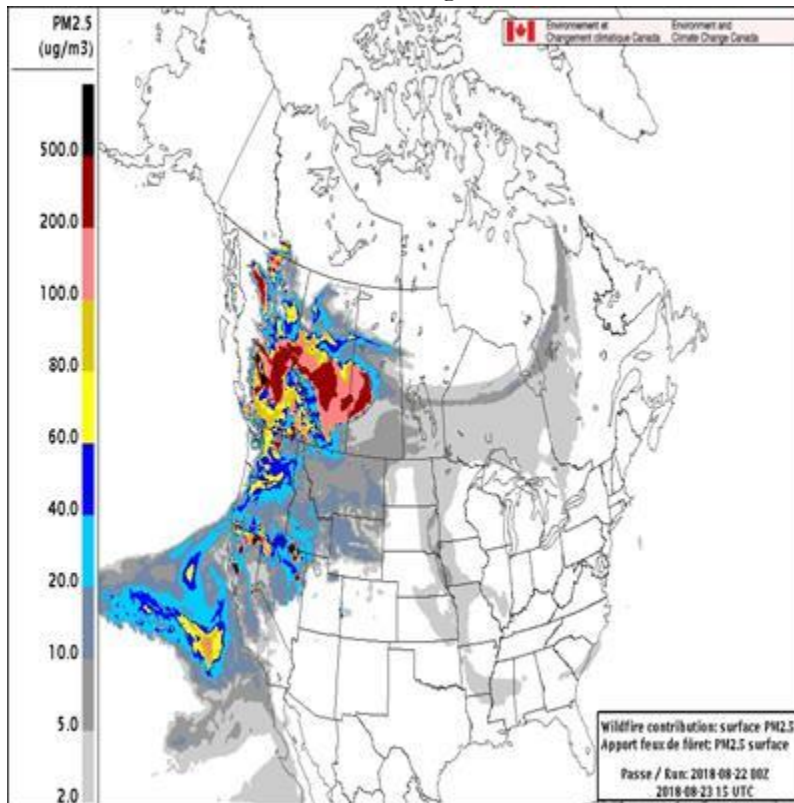 PM2.5
(ug/m3)
Environnement et
Changement climatique Canada
Environment and
Climate Change Canada
500.0
200.0
100.0
80.0
60.0
40.0
20.0
10.0
5.0
2.0
Wildfire contribution: surface PM2.5
Apport feux de fôret: PM2.5 surface
Passe / Run: 2018-08-22 00Z
2018-08-23 15 UTC